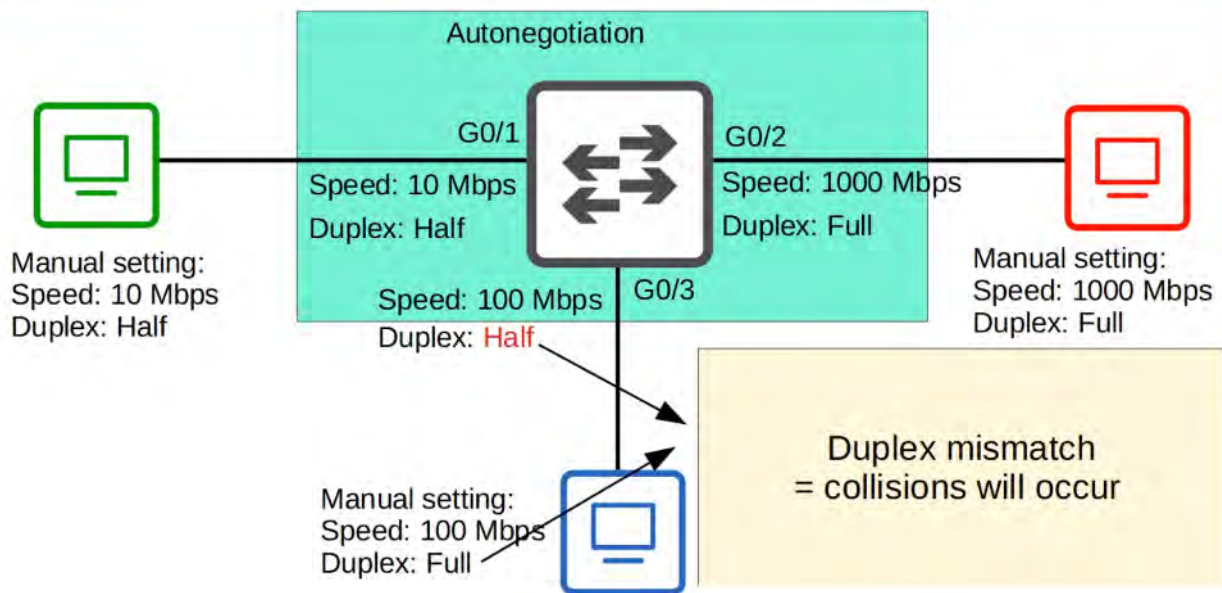 Autonegotiation
G0/1
G0/2
Speed: 10 Mbps
Duplex: Half
Speed: 1000 Mbps
Duplex: Full
Manual setting:
Speed: 10 Mbps
Duplex: Half
Manual setting:
Speed: 1000 Mbps
Duplex: Full
Speed: 100 Mbps
Duplex: Half
G0/3
Duplex mismatch
= collisions will occur
Manual setting:
Speed: 100 Mbps
Duplex: Full